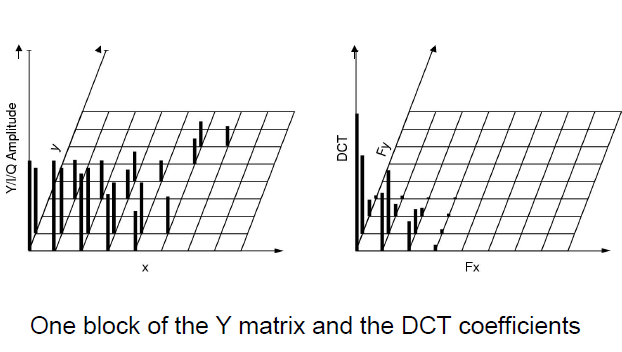 Y/I/Q Amplitude
y
x
DCT
Fy
Fx
One block of the Y matrix and the DCT coefficients